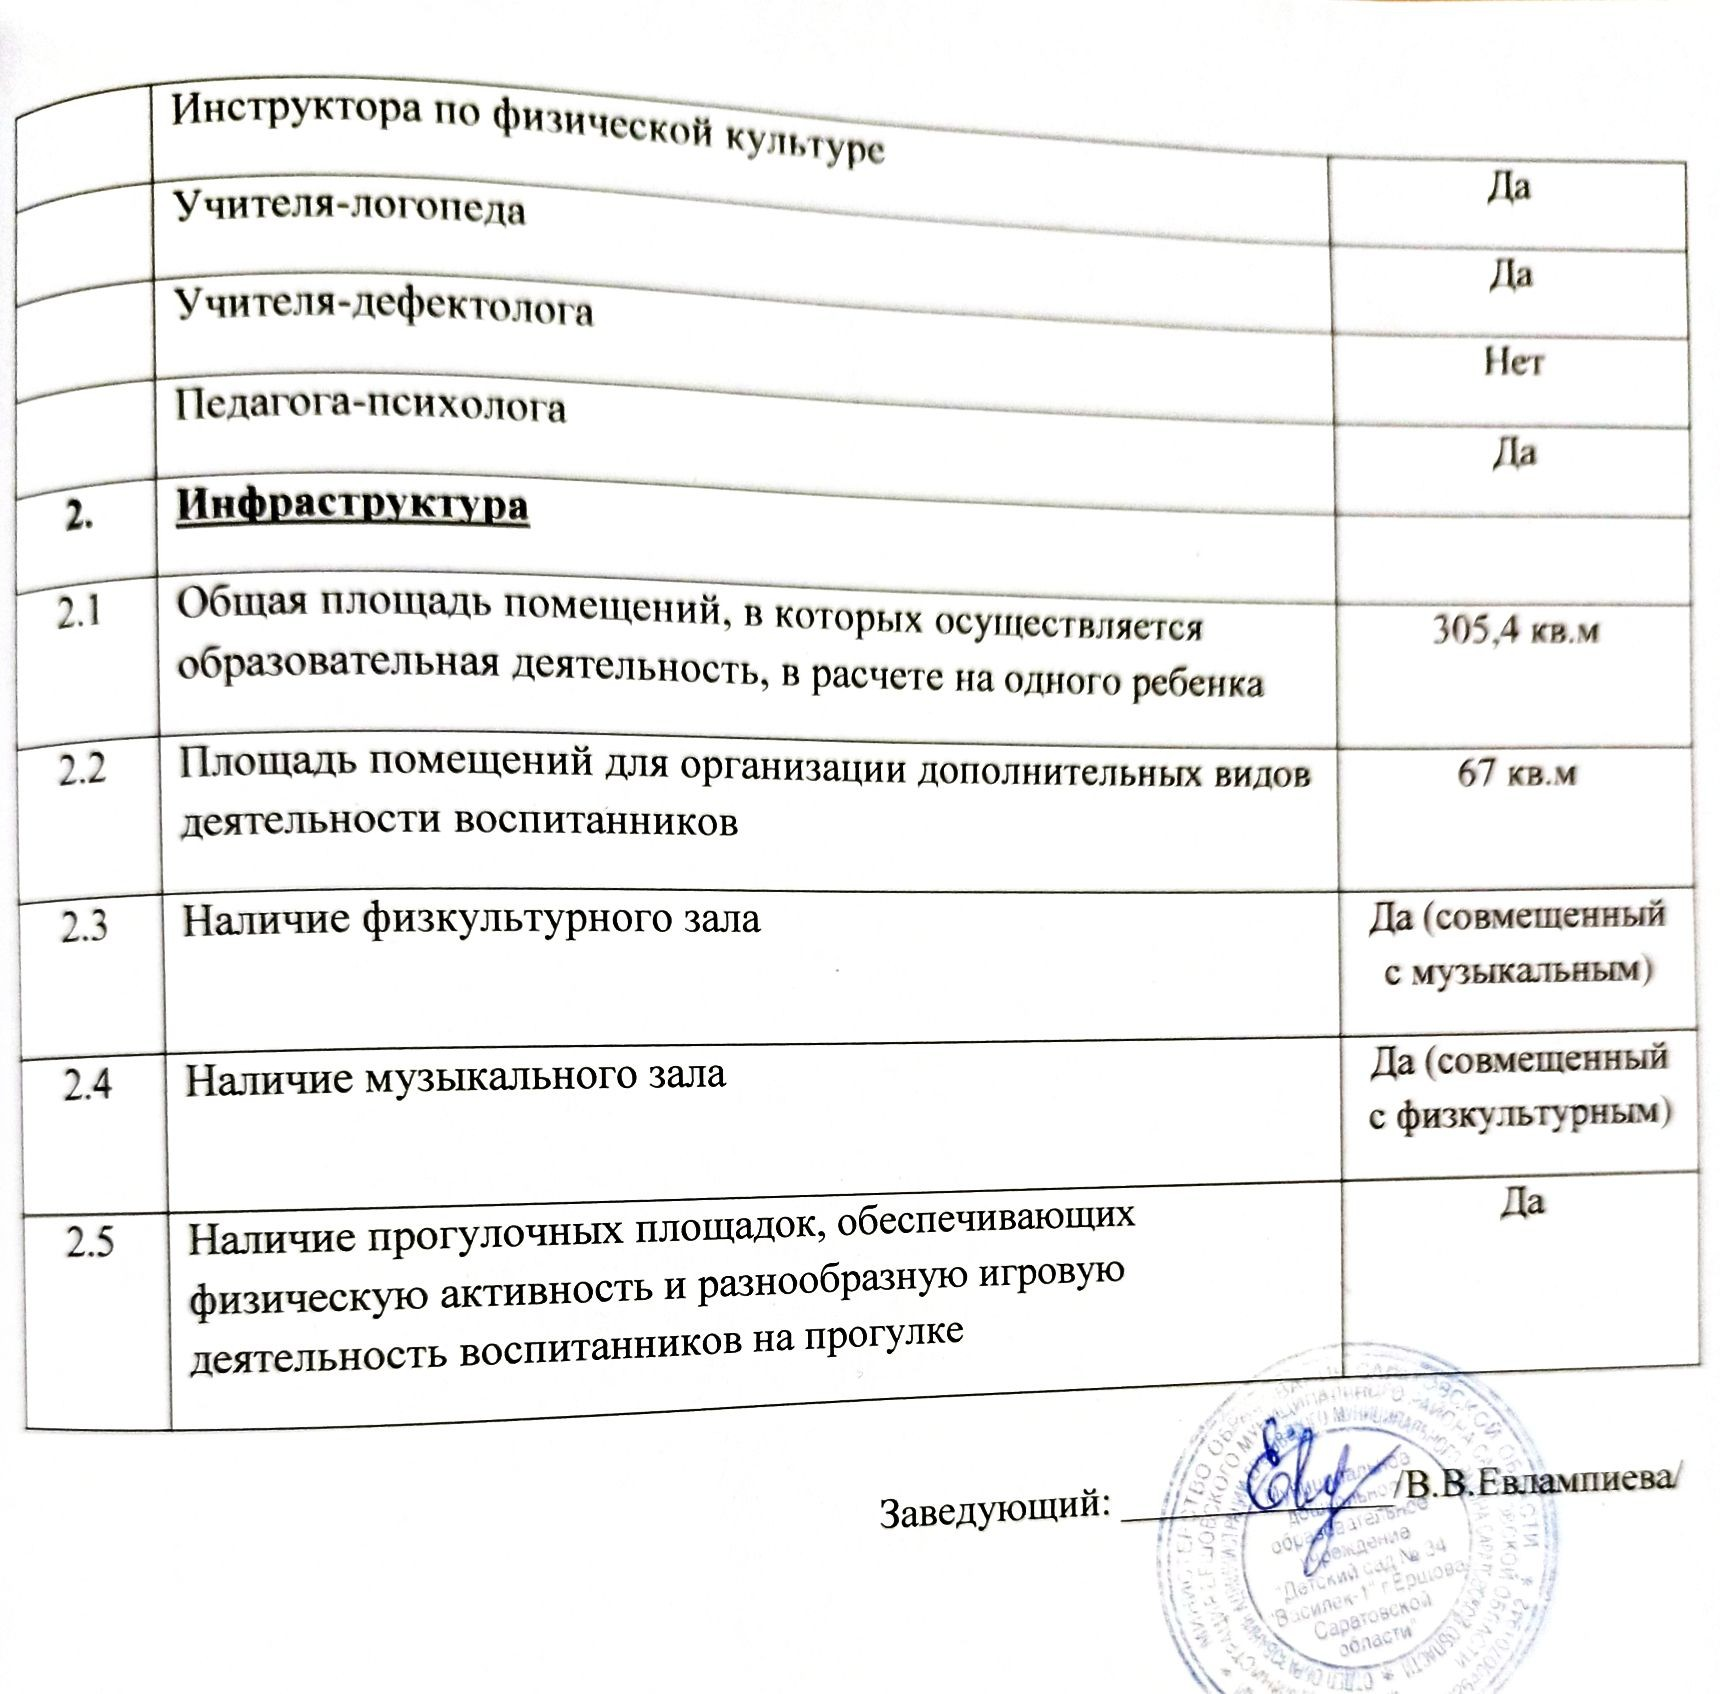 Инструктора по физической культуре
Да
Учителя-логопеда
Да
Учителя-дефектолога
Нет
Педагога-психолога
Да
2. Инфраструктура
2.1 Общая площадь помещений, в которых осуществляется
образовательная деятельность, в расчете на одного ребенка
305,4 кв.м
2.2 Площадь помещений для организации дополнительных видов
деятельности воспитанников
67 кв.м
2.3 Наличие физкультурного зала
Да (совмещенный
с музыкальным)
2.4 Наличие музыкального зала
Да (совмещенный
с физкультурным)
2.5 Наличие прогулочных площадок, обеспечивающих
физическую активность и разнообразную игровую
деятельность воспитанников на прогулке
Да
Заведующий: /В.В.Евлампиева/
образовательное
учреждение
"Детский сад № 34
"Василек-1" г.Ершова
Саратовской
области"